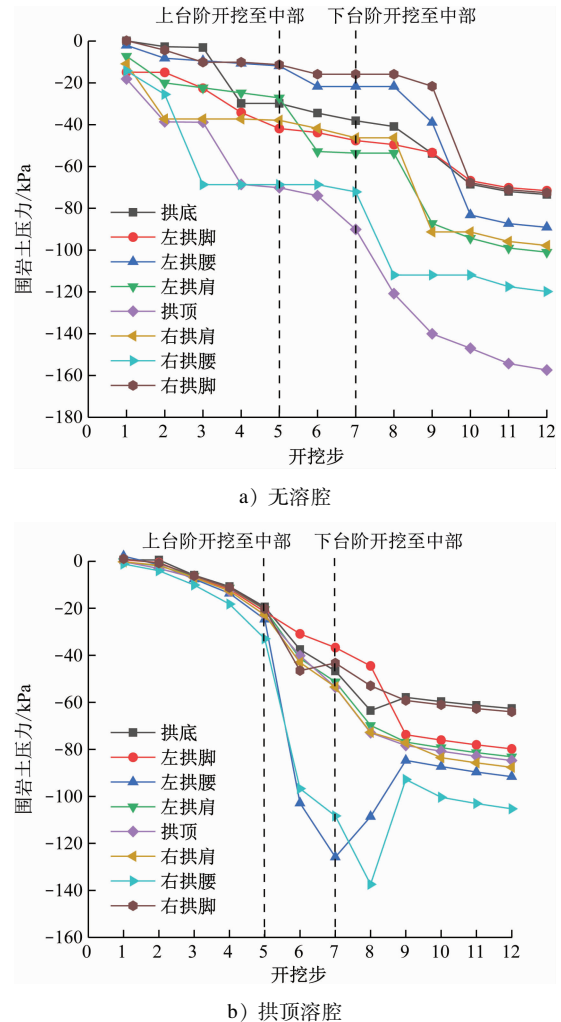 上台阶开挖至中部 下台阶开挖至中部
0
-20
-40
-60
-80
-100
-120
-140
-160
-180
围岩土压力/kPa
拱底
左拱脚
左拱腰
左拱肩
拱顶
右拱肩
右拱腰
右拱脚
0 1 2 3 4 5 6 7 8 9 10 11 12
开挖步
a）无溶腔
上台阶开挖至中部 下台阶开挖至中部
0
-20
-40
-60
-80
-100
-120
-140
-160
围岩土压力/kPa
拱底
左拱脚
左拱腰
左拱肩
拱顶
右拱肩
右拱腰
右拱脚
0 1 2 3 4 5 6 7 8 9 10 11 12
开挖步
b）拱顶溶腔